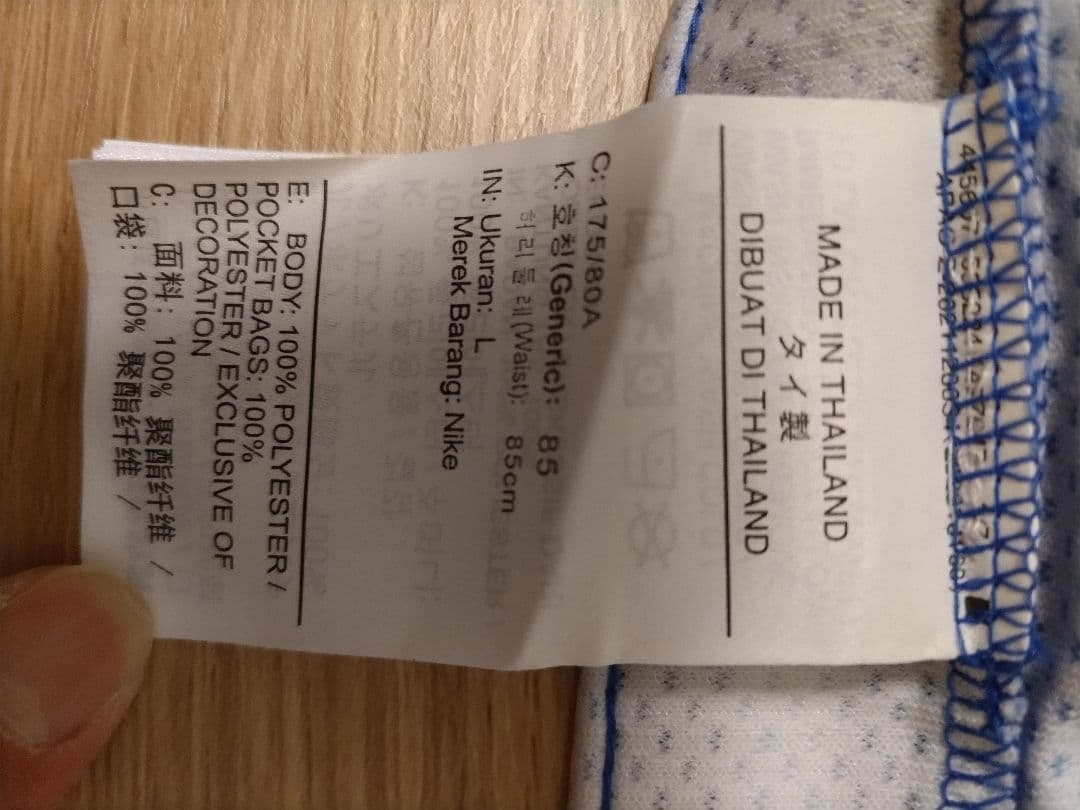 MADE IN THAILAND
タイ製
DIBUAT DI THAILAND
C: 175/80A
K: 호칭(Generic): 85
허리둘레(Waist): 85cm
IN: Ukuran: L
Merek Barang: Nike
E: BODY: 100% POLYESTER /
POCKET BAGS: 100%
POLYESTER / EXCLUSIVE OF
DECORATION
C: 面料: 100% 聚酯纤维 /
口袋: 100% 聚酯纤维 /